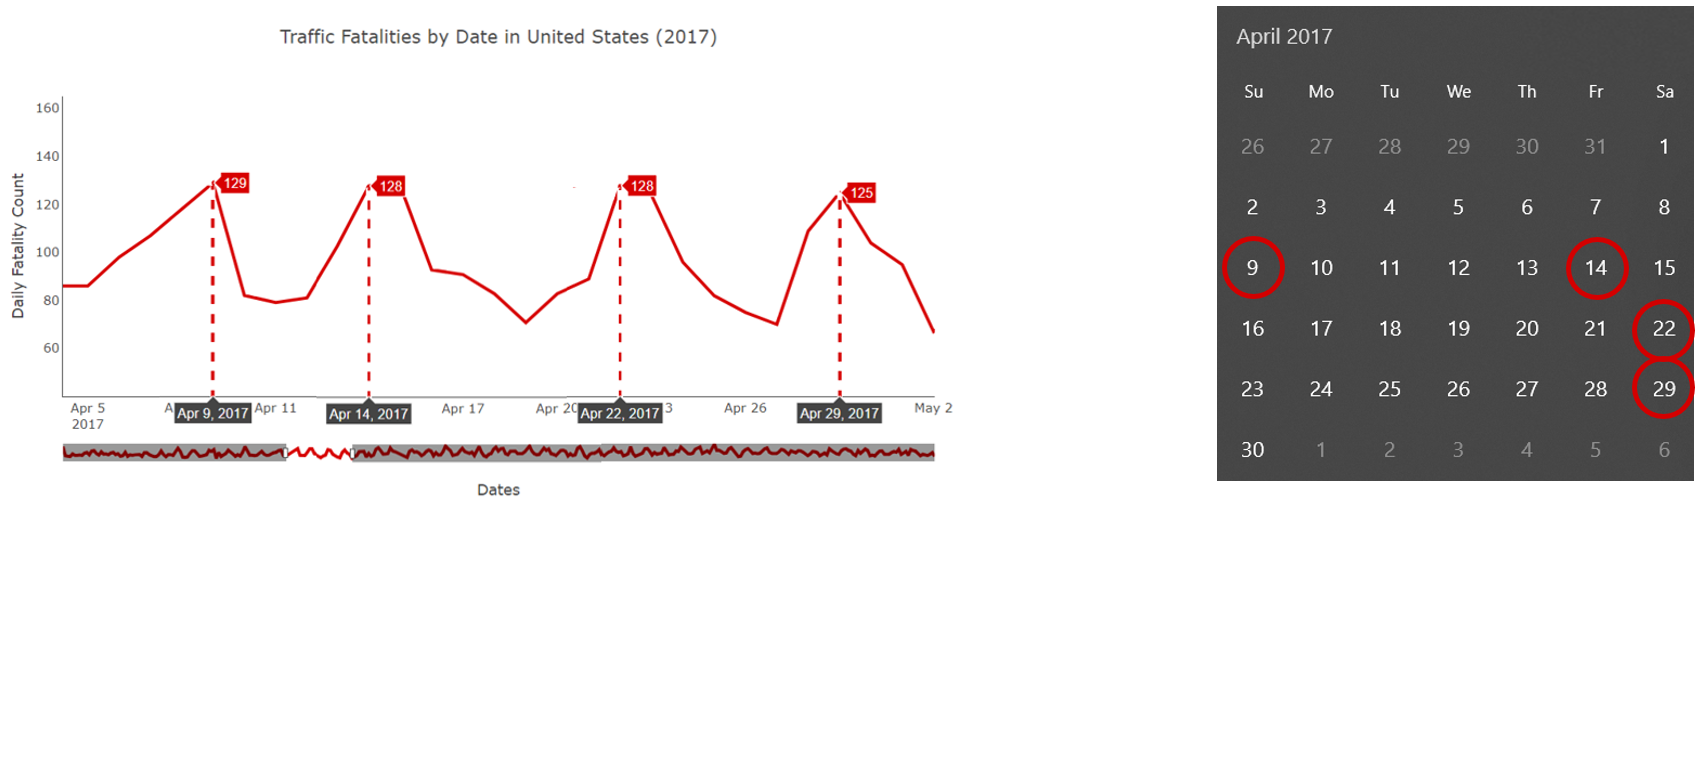 Traffic Fatalities by Date in United States (2017)
160
140
120
100
80
60
Daily Fatality Count
129
128
128
125
Apr 5
2017
A
Apr 9, 2017
Apr 11
Apr 14, 2017
Apr 17
Apr 20
Apr 22, 2017
3
Apr 26
Apr 29, 2017
May 2
Dates
April 2017
Su Mo Tu We Th Fr Sa
26 27 28 29 30 31 1
2 3 4 5 6 7 8
9 10 11 12 13 14 15
16 17 18 19 20 21 22
23 24 25 26 27 28 29
30 1 2 3 4 5 6